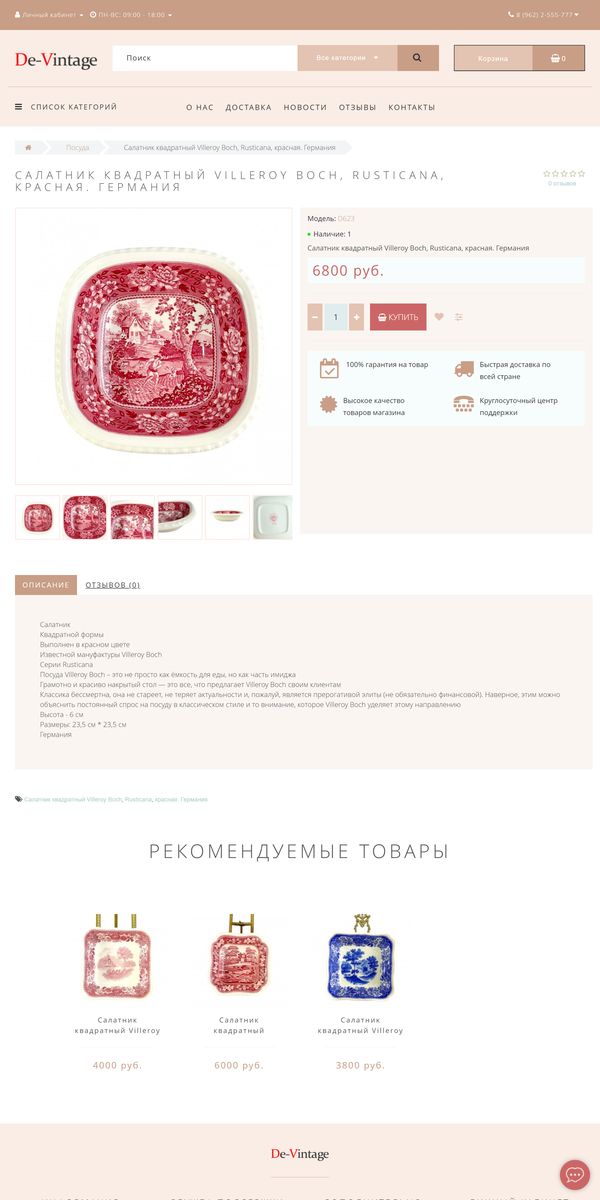 Личный кабинет
ПН-ВС: 09:00 - 18:00
8 (962) 2-555-777
De-Vintage
Поиск
Все категории
Корзина
0
СПИСОК КАТЕГОРИЙ
О НАС
ДОСТАВКА
НОВОСТИ
ОТЗЫВЫ
КОНТАКТЫ
Посуда
Салатник квадратный Villeroy Boch, Rusticana, красная. Германия
САЛАТНИК КВАДРАТНЫЙ VILLEROY BOCH, RUSTICANA,
КРАСНАЯ. ГЕРМАНИЯ
0 отзывов
Модель: D623
Наличие: 1
Салатник квадратный Villeroy Boch, Rusticana, красная. Германия
6800 руб.
1
КУПИТЬ
100% гарантия на товар
Быстрая доставка по
всей стране
Высокое качество
товаров магазина
Круглосуточный центр
поддержки
ОПИСАНИЕ
ОТЗЫВОВ (0)
Салатник
Квадратной формы
Выполнен в красном цвете
Известной мануфактуры Villeroy Boch
Серии Rusticana
Посуда Villeroy Boch – это не просто как ёмкость для еды, но как часть имиджа
Грамотно и красиво накрытый стол — это все, что предлагает Villeroy Boch своим клиентам
Классика бессмертна, она не стареет, не теряет актуальности и, пожалуй, является прерогативой элиты (не обязательно финансовой). Наверное, этим можно
объяснить постоянный спрос на посуду в классическом стиле и то внимание, которое Villeroy Boch уделяет этому направлению
Высота - 6 см
Размеры: 23,5 см * 23,5 см
Германия
Салатник квадратный Villeroy Boch, Rusticana, красная. Германия
РЕКОМЕНДУЕМЫЕ ТОВАРЫ
Салатник
квадратный Villeroy
4000 руб.
Салатник
квадратный
6000 руб.
Салатник
квадратный Villeroy
3800 руб.
De-Vintage